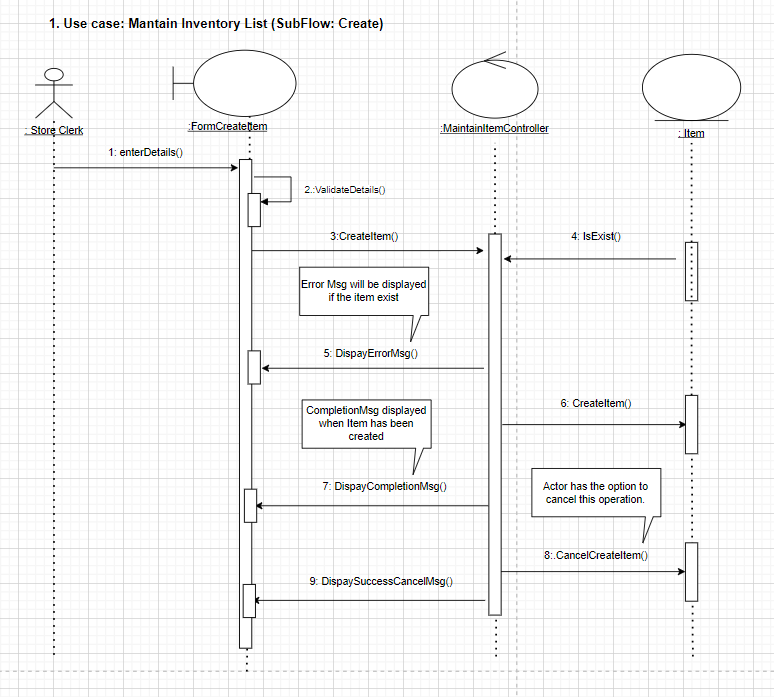 1. Use case: Mantain Inventory List (SubFlow: Create)
: Store Clerk
:FormCreateItem
:MaintainItemController
: Item
1: enterDetails()
2.:ValidateDetails()
3:CreateItem()
4: IsExist()
Error Msg will be displayed
if the item exist
5: DispayErrorMsg()
6: CreateItem()
CompletionMsg displayed
when Item has been
created
7: DispayCompletionMsg()
Actor has the option to
cancel this operation.
8:.CancelCreateItem()
9: DispaySuccessCancelMsg()